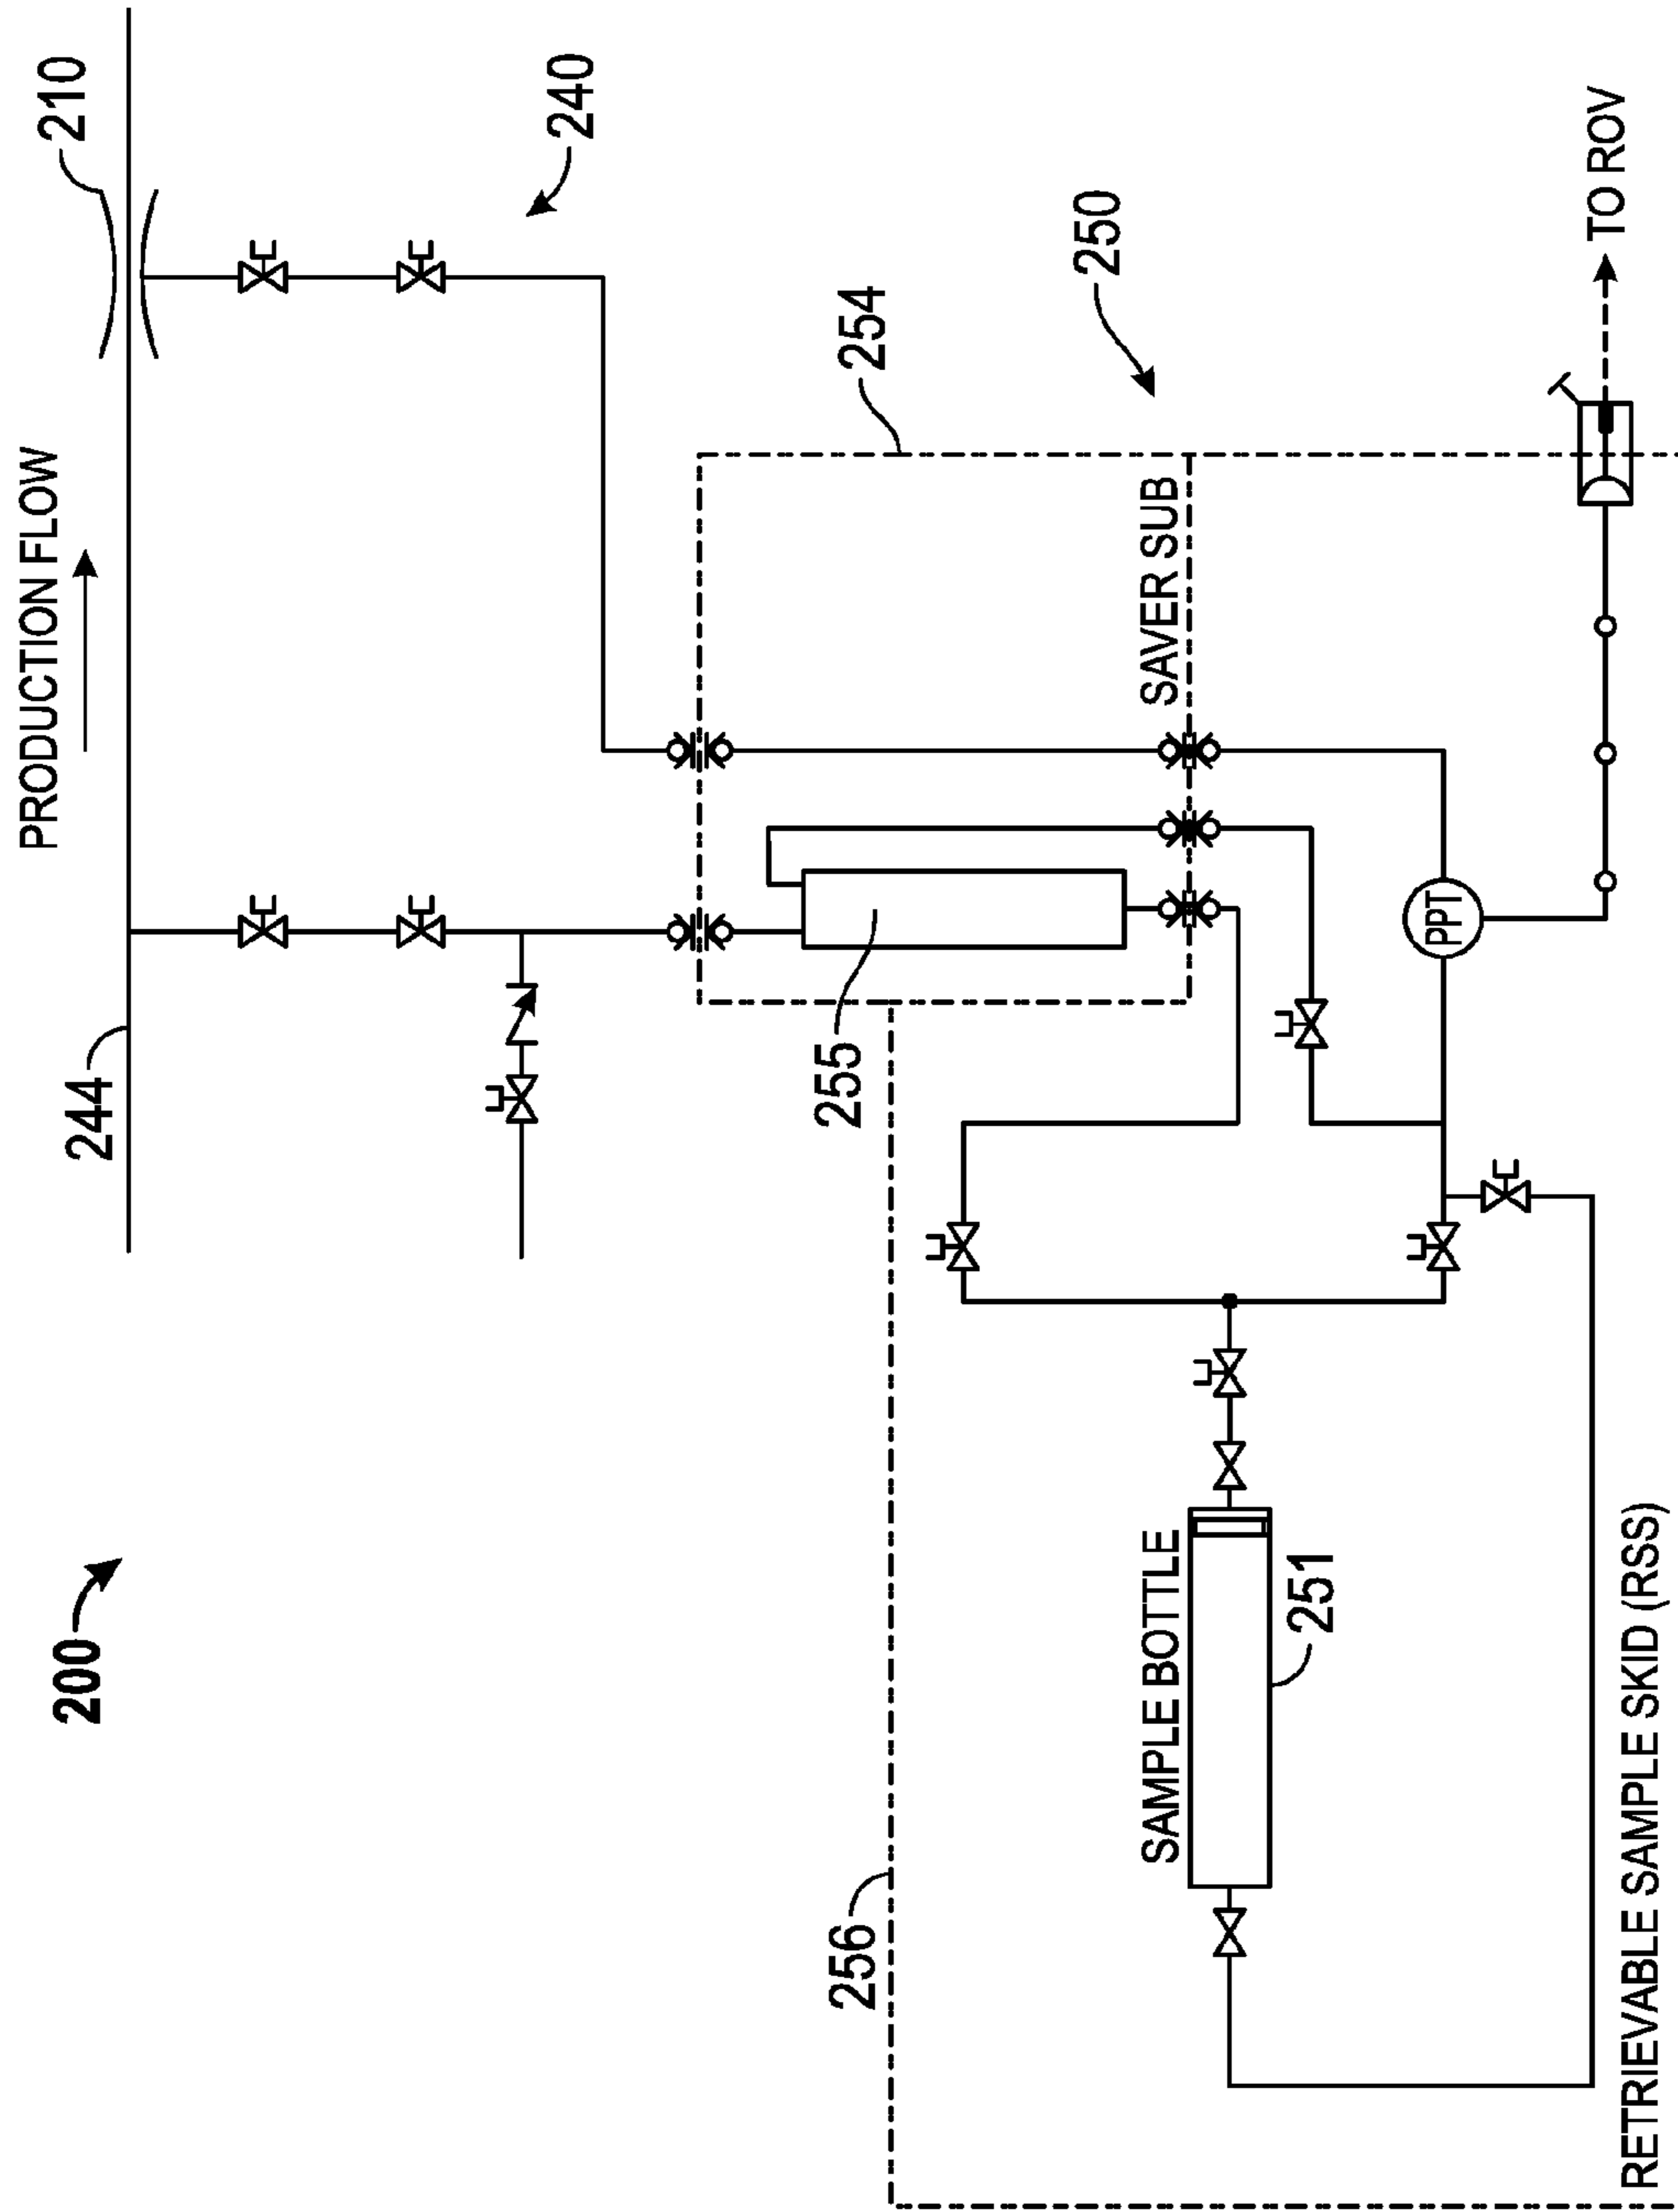 200
PRODUCTION FLOW
210
244
240
254
250
255
SAVER SUB
256
SAMPLE BOTTLE
251
PPT
TO ROV
RETRIEVABLE SAMPLE SKID (RSS)